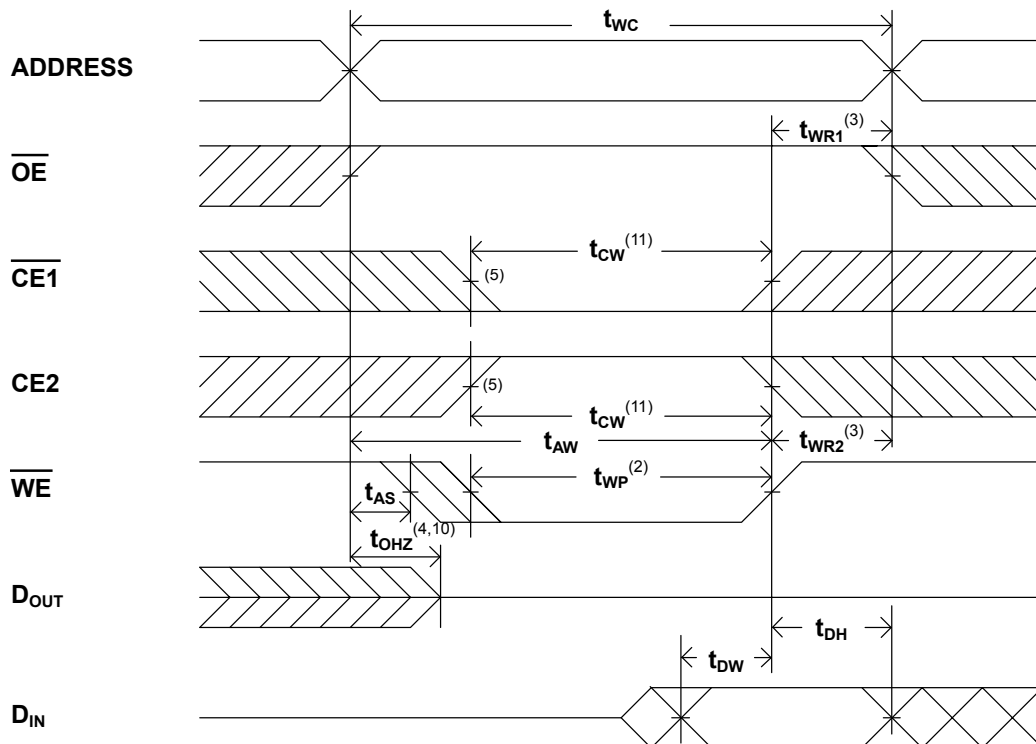 tWC
ADDRESS
tWR1(3)
OE
tCW(11)
CE1
(5)
CE2
(5)
tCW(11)
tAW
tWR2(3)
WE
tWP(2)
tAS
tOHZ(4,10)
DOUT
tDH
tDW
DIN